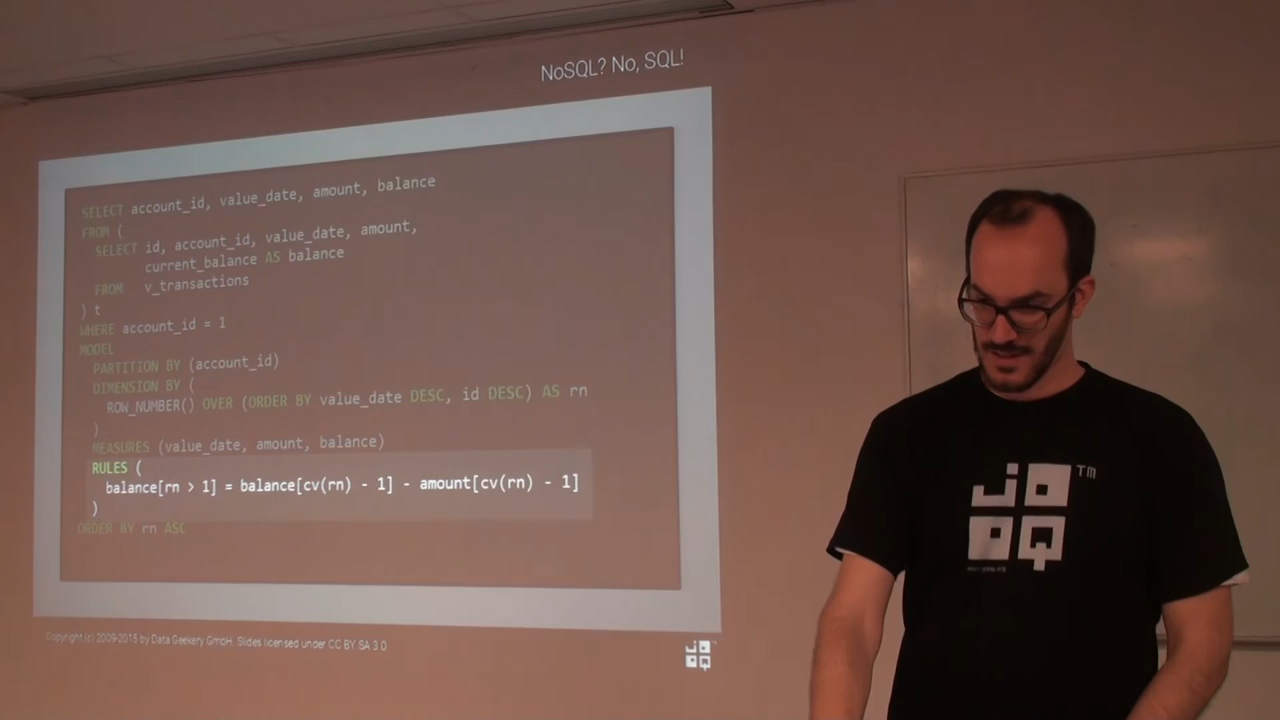 NoSQL? No, SQL!
SELECT account_id, value_date, amount, balance
FROM (
SELECT id, account_id, value_date, amount,
current_balance AS balance
FROM v_transactions
) t
WHERE account_id = 1
MODEL
PARTITION BY (account_id)
DIMENSION BY (
ROW_NUMBER() OVER (ORDER BY value_date DESC, id DESC) AS rn
)
MEASURES (value_date, amount, balance)
RULES (
balance[rn > 1] = balance[cv(rn) - 1] - amount[cv(rn) - 1]
)
ORDER BY rn ASC
Copyright (c) 2009-2015 by Data Geekery GmbH. Slides licensed under CC BY SA 3.0
JOOQ
JOOQ™